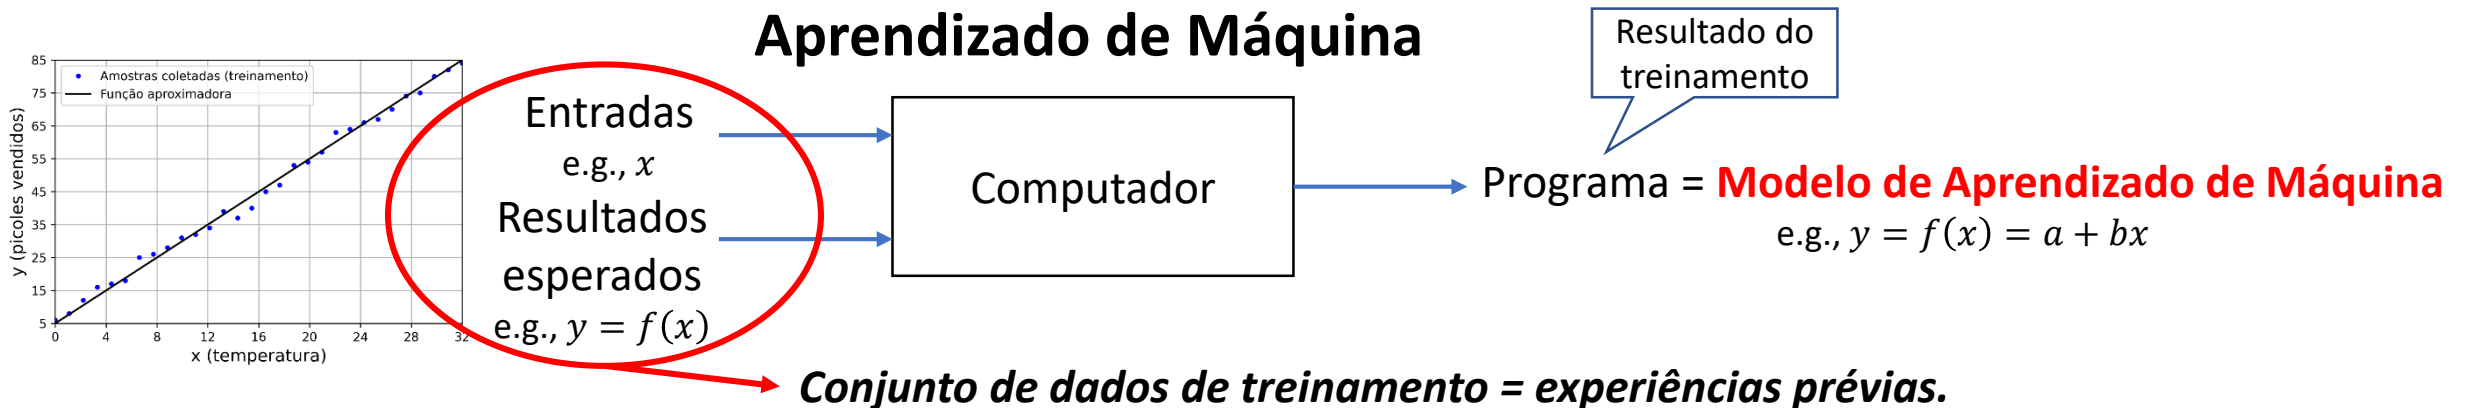 Aprendizado de Máquina
Resultado do
treinamento
85
75
65
55
45
35
25
15
5
0
4
8
12
16
20
24
28
32
y (picoles vendidos)
x (temperatura)
Amostras coletadas (treinamento)
Função aproximadora
Entradas
e.g., x
Resultados
esperados
e.g., y = f(x)
Computador
Programa = Modelo de Aprendizado de Máquina
e.g., y = f(x) = a + bx
Conjunto de dados de treinamento = experiências prévias.